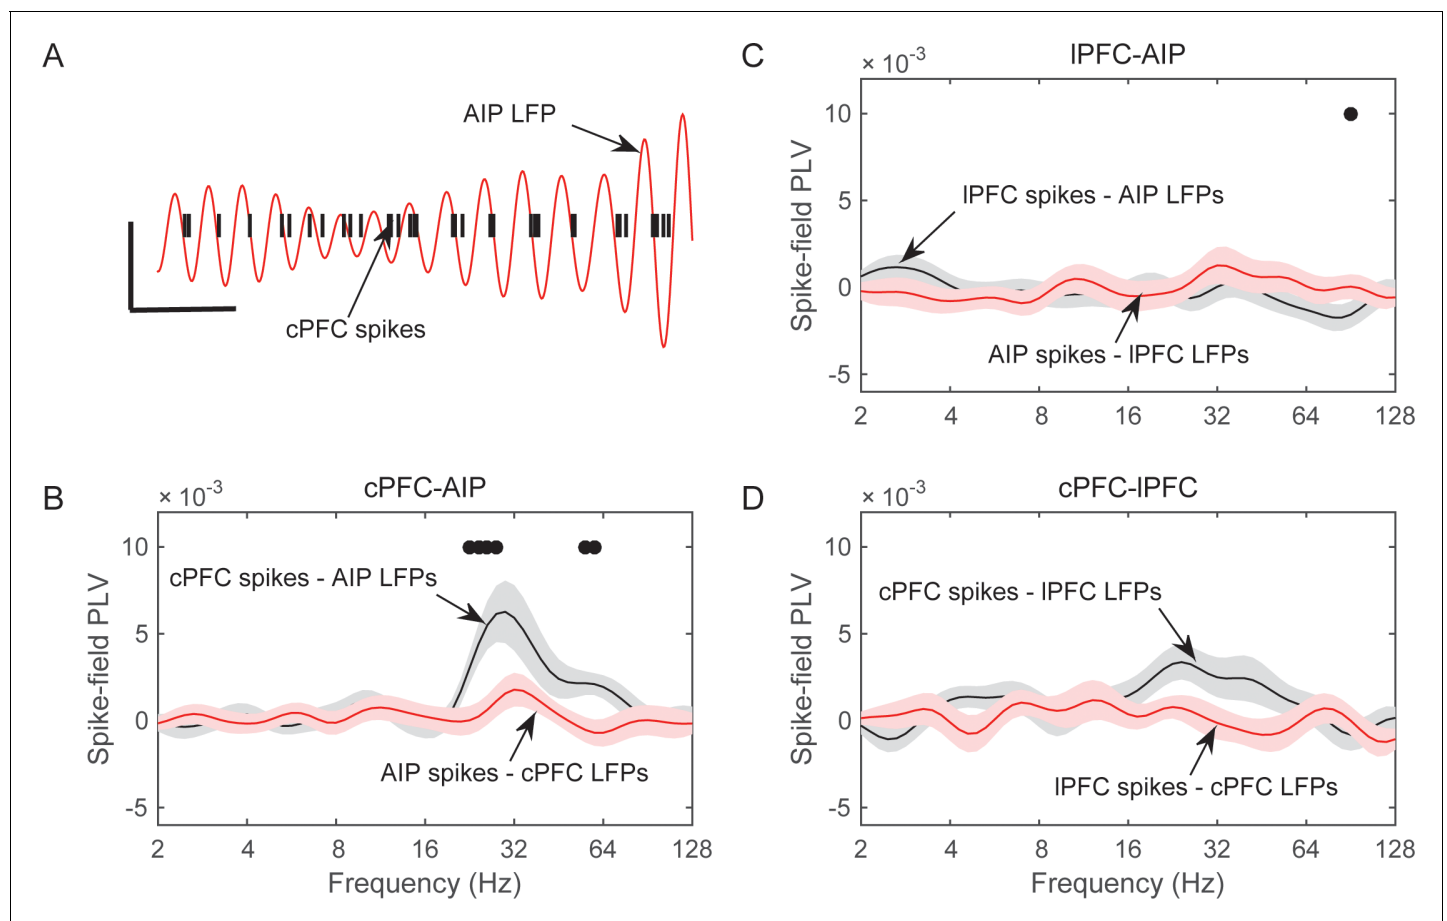 A
AIP LFP
cPFC spikes
C
lPFC-AIP
× 10⁻³
10
5
0
-5
Spike-field PLV
lPFC spikes - AIP LFPs
AIP spikes - lPFC LFPs
2 4 8 16 32 64 128
B
cPFC-AIP
× 10⁻³
10
5
0
-5
Spike-field PLV
cPFC spikes - AIP LFPs
AIP spikes - cPFC LFPs
2 4 8 16 32 64 128
Frequency (Hz)
D
cPFC-lPFC
× 10⁻³
10
5
0
-5
Spike-field PLV
cPFC spikes - lPFC LFPs
lPFC spikes - cPFC LFPs
2 4 8 16 32 64 128
Frequency (Hz)